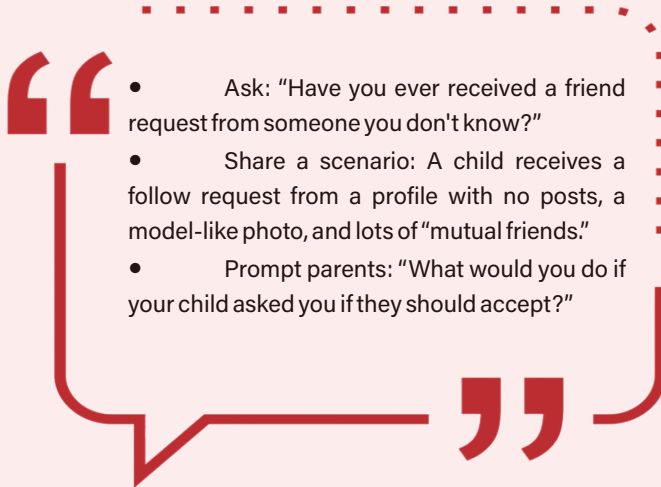 ● Ask: “Have you ever received a friend
request from someone you don't know?”
● Share a scenario: A child receives a
follow request from a profile with no posts, a
model-like photo, and lots of “mutual friends.”
● Prompt parents: “What would you do if
your child asked you if they should accept?”